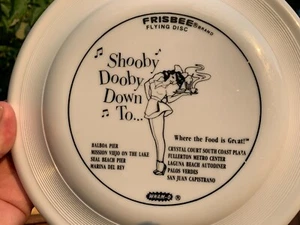 FRISBEE® BRAND
FLYING DISC
Shooby
Dooby
Down
To...
Where the Food is Great!™
BALBOA PIER
MISSION VIEJO ON THE LAKE
SEAL BEACH PIER
MARINA DEL REY
CRYSTAL COURT SOUTH COAST PLAZA
FULLERTON METRO CENTER
LAGUNA BEACH AUTODINER
PALOS VERDES
SAN JUAN CAPISTRANO
WHAM-O ®